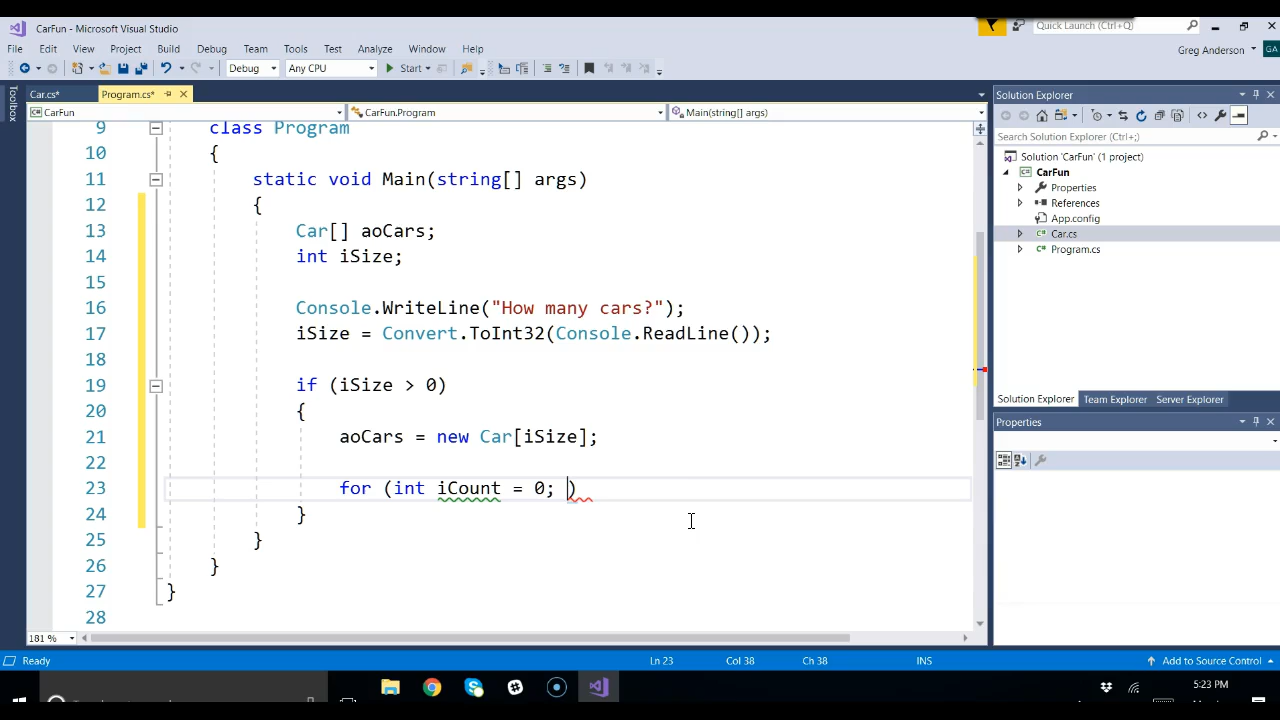 CarFun - Microsoft Visual Studio
Quick Launch (Ctrl+;)
File Edit View Project Build Debug Team Tools Test Analyze Window Help
Greg Anderson GA
Debug Any CPU Start
Toolbox
Car.cs* Program.cs*
CarFun CarFun.Program Main(string[] args)
9 class Program
10 {
11 static void Main(string[] args)
12 {
13 Car[] aoCars;
14 int iSize;
15
16 Console.WriteLine("How many cars?");
17 iSize = Convert.ToInt32(Console.ReadLine());
18
19 if (iSize > 0)
20 {
21 aoCars = new Car[iSize];
22
23 for (int iCount = 0; )
24 }
25 }
26 }
27 }
28
181 %
Solution Explorer
Search Solution Explorer (Ctrl+;)
Solution 'CarFun' (1 project)
CarFun
Properties
References
App.config
Car.cs
Program.cs
Solution Explorer Team Explorer Server Explorer
Properties
Ready Ln 23 Col 38 Ch 38 INS Add to Source Control
5:23 PM